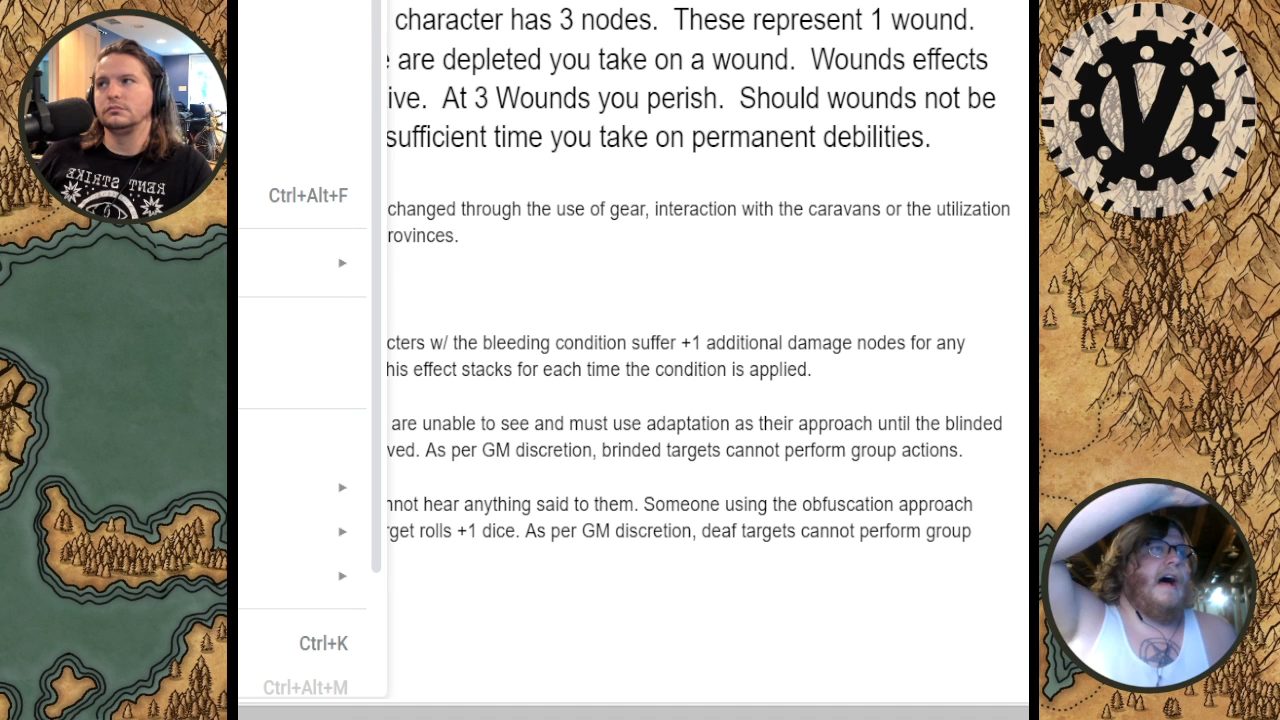 character has 3 nodes. These represent 1 wound.
are depleted you take on a wound. Wounds effects
ive. At 3 Wounds you perish. Should wounds not be
sufficient time you take on permanent debilities.
Ctrl+Alt+F
changed through the use of gear, interaction with the caravans or the utilization
rovinces.
cters w/ the bleeding condition suffer +1 additional damage nodes for any
his effect stacks for each time the condition is applied.
are unable to see and must use adaptation as their approach until the blinded
ved. As per GM discretion, brinded targets cannot perform group actions.
nnot hear anything said to them. Someone using the obfuscation approach
rget rolls +1 dice. As per GM discretion, deaf targets cannot perform group
Ctrl+K
Ctrl+Alt+M
RENT STRIKE
V